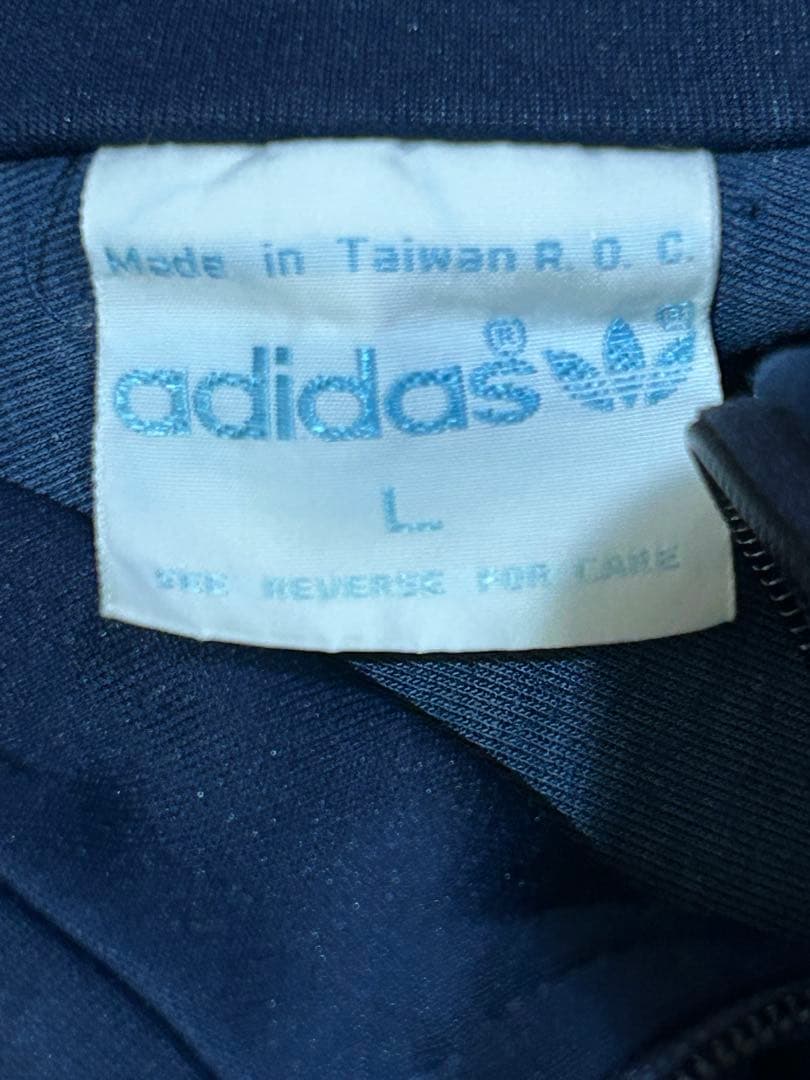 Made in Taiwan R. O. C.
adidas® ®
L
SEE REVERSE FOR CARE